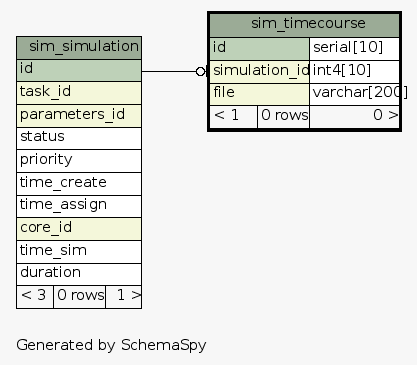 sim_simulation
id
task_id
parameters_id
status
priority
time_create
time_assign
core_id
time_sim
duration
< 3 0 rows 1 >
sim_timecourse
id serial[10]
simulation_id int4[10]
file varchar[200]
< 1 0 rows 0 >
Generated by SchemaSpy